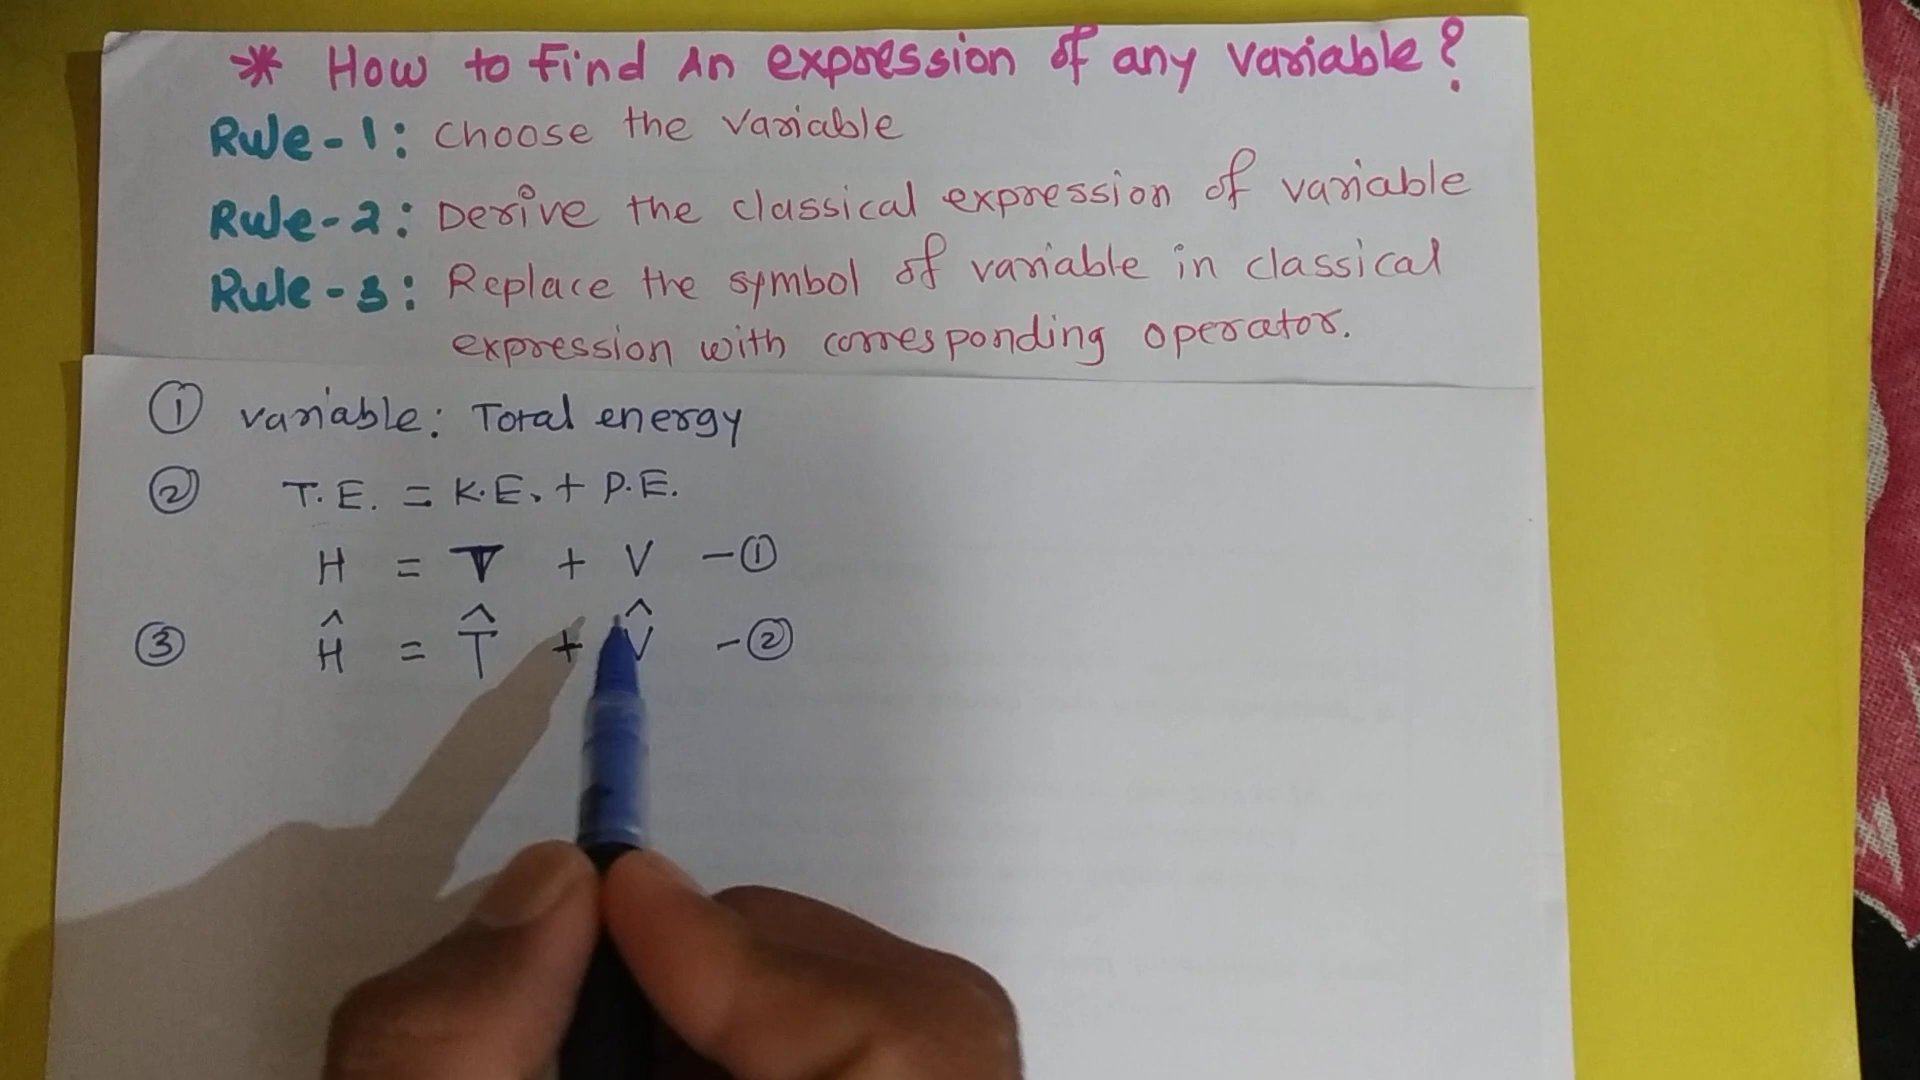 * How to Find An expression of any variable?
Rule-1: Choose the variable
Rule-2: Derive the classical expression of variable
Rule-3: Replace the symbol of variable in classical
expression with corresponding operator.
① variable: Total energy
② T.E. = K.E. + P.E.
H = T + V -①
③ Ĥ = T̂ + V̂ -②